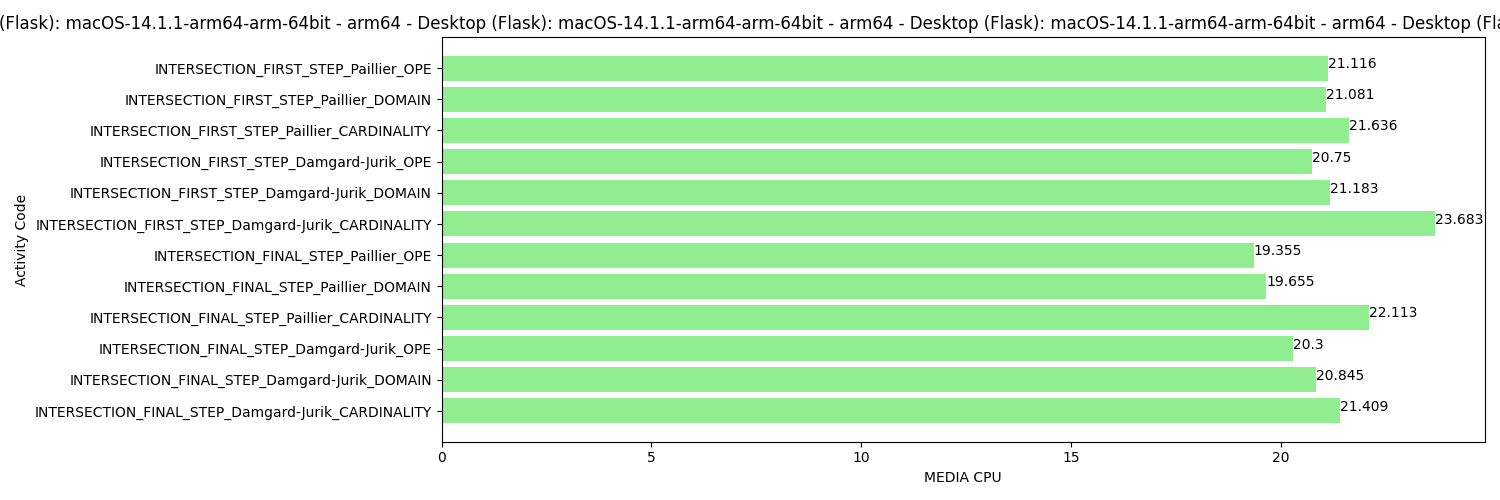 (Flask): macOS-14.1.1-arm64-arm-64bit - arm64 - Desktop (Flask): macOS-14.1.1-arm64-arm-64bit - arm64 - Desktop (Flask): macOS-14.1.1-arm64-arm-64bit - arm64 - Desktop (Fla
INTERSECTION_FIRST_STEP_Paillier_OPE 21.116
INTERSECTION_FIRST_STEP_Paillier_DOMAIN 21.081
INTERSECTION_FIRST_STEP_Paillier_CARDINALITY 21.636
INTERSECTION_FIRST_STEP_Damgard-Jurik_OPE 20.75
INTERSECTION_FIRST_STEP_Damgard-Jurik_DOMAIN 21.183
INTERSECTION_FIRST_STEP_Damgard-Jurik_CARDINALITY 23.683
INTERSECTION_FINAL_STEP_Paillier_OPE 19.355
INTERSECTION_FINAL_STEP_Paillier_DOMAIN 19.655
INTERSECTION_FINAL_STEP_Paillier_CARDINALITY 22.113
INTERSECTION_FINAL_STEP_Damgard-Jurik_OPE 20.3
INTERSECTION_FINAL_STEP_Damgard-Jurik_DOMAIN 20.845
INTERSECTION_FINAL_STEP_Damgard-Jurik_CARDINALITY 21.409
Activity Code
0 5 10 15 20
MEDIA CPU